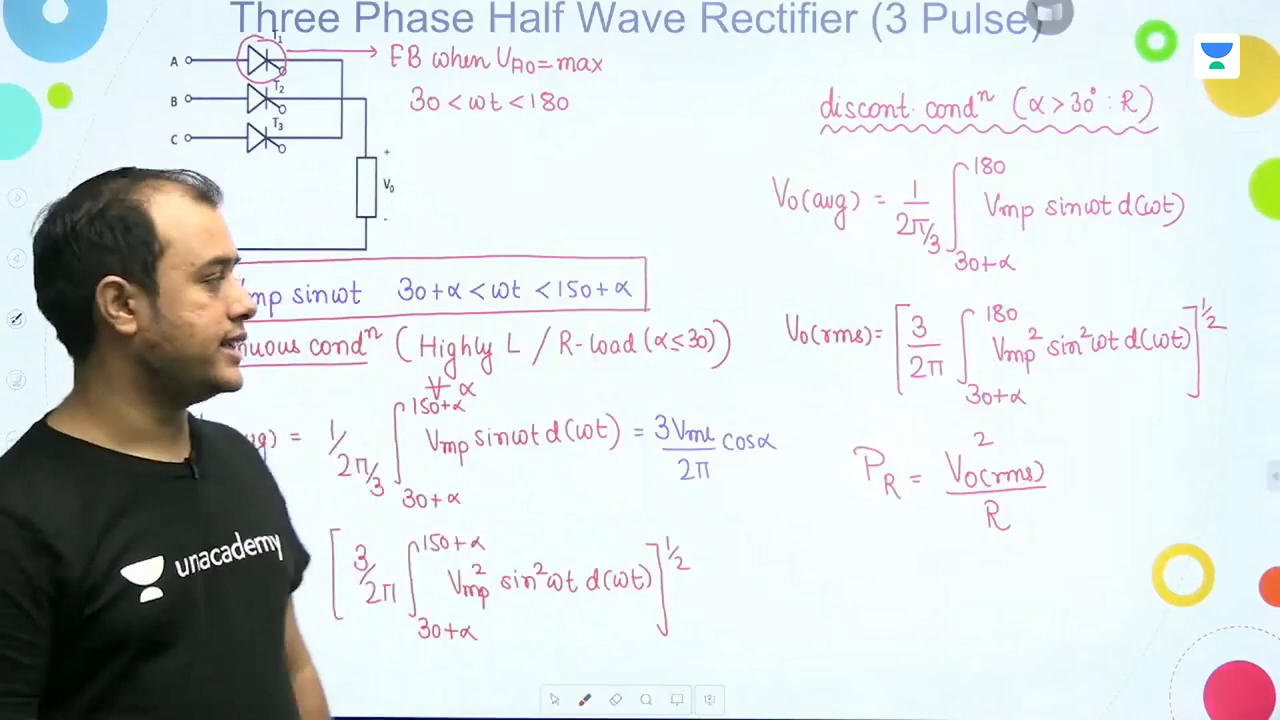 Three Phase Half Wave Rectifier (3 Pulse)
T1
A
FB when VA0 = max
T2
B
30 < ωt < 180
T3
C
+
V0
-
Vmp sinωt 30+α < ωt < 150+α
nuous condⁿ (Highly L / R-load (α≤30))
∀ α
g) = 1/2π/3 ∫30+α^150+α Vmp sinωt d(ωt) = 3VmL/2π cosα
[3/2π ∫30+α^150+α Vmp² sin²ωt d(ωt)]^1/2
discont. condⁿ (α > 30° : R)
V0(avg) = 1/2π/3 ∫30+α^180 Vmp sinωt d(ωt)
V0(rms) = [3/2π ∫30+α^180 Vmp² sin²ωt d(ωt)]^1/2
PR = V0(rms)²/R
unacademy